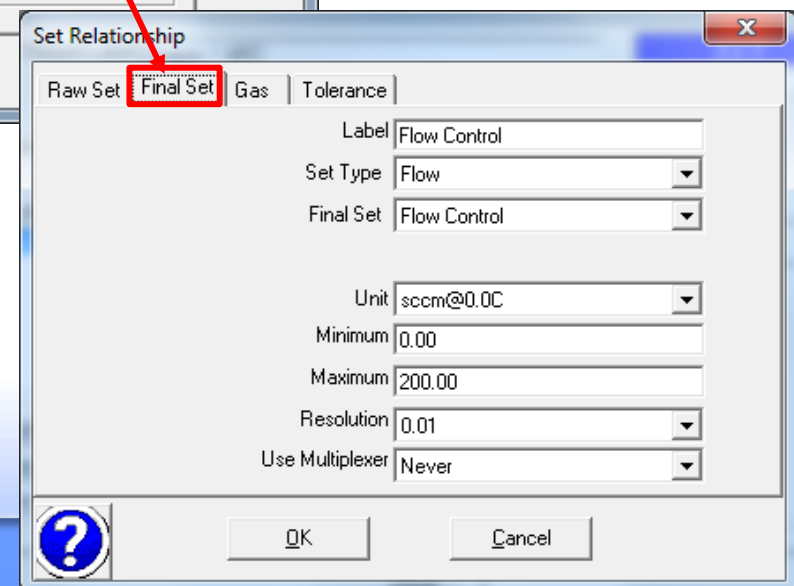 Set Relationship
x
Raw Set Final Set Gas Tolerance
Label Flow Control
Set Type Flow
Final Set Flow Control
Unit sccm@0.0C
Minimum 0.00
Maximum 200.00
Resolution 0.01
Use Multiplexer Never
? OK Cancel